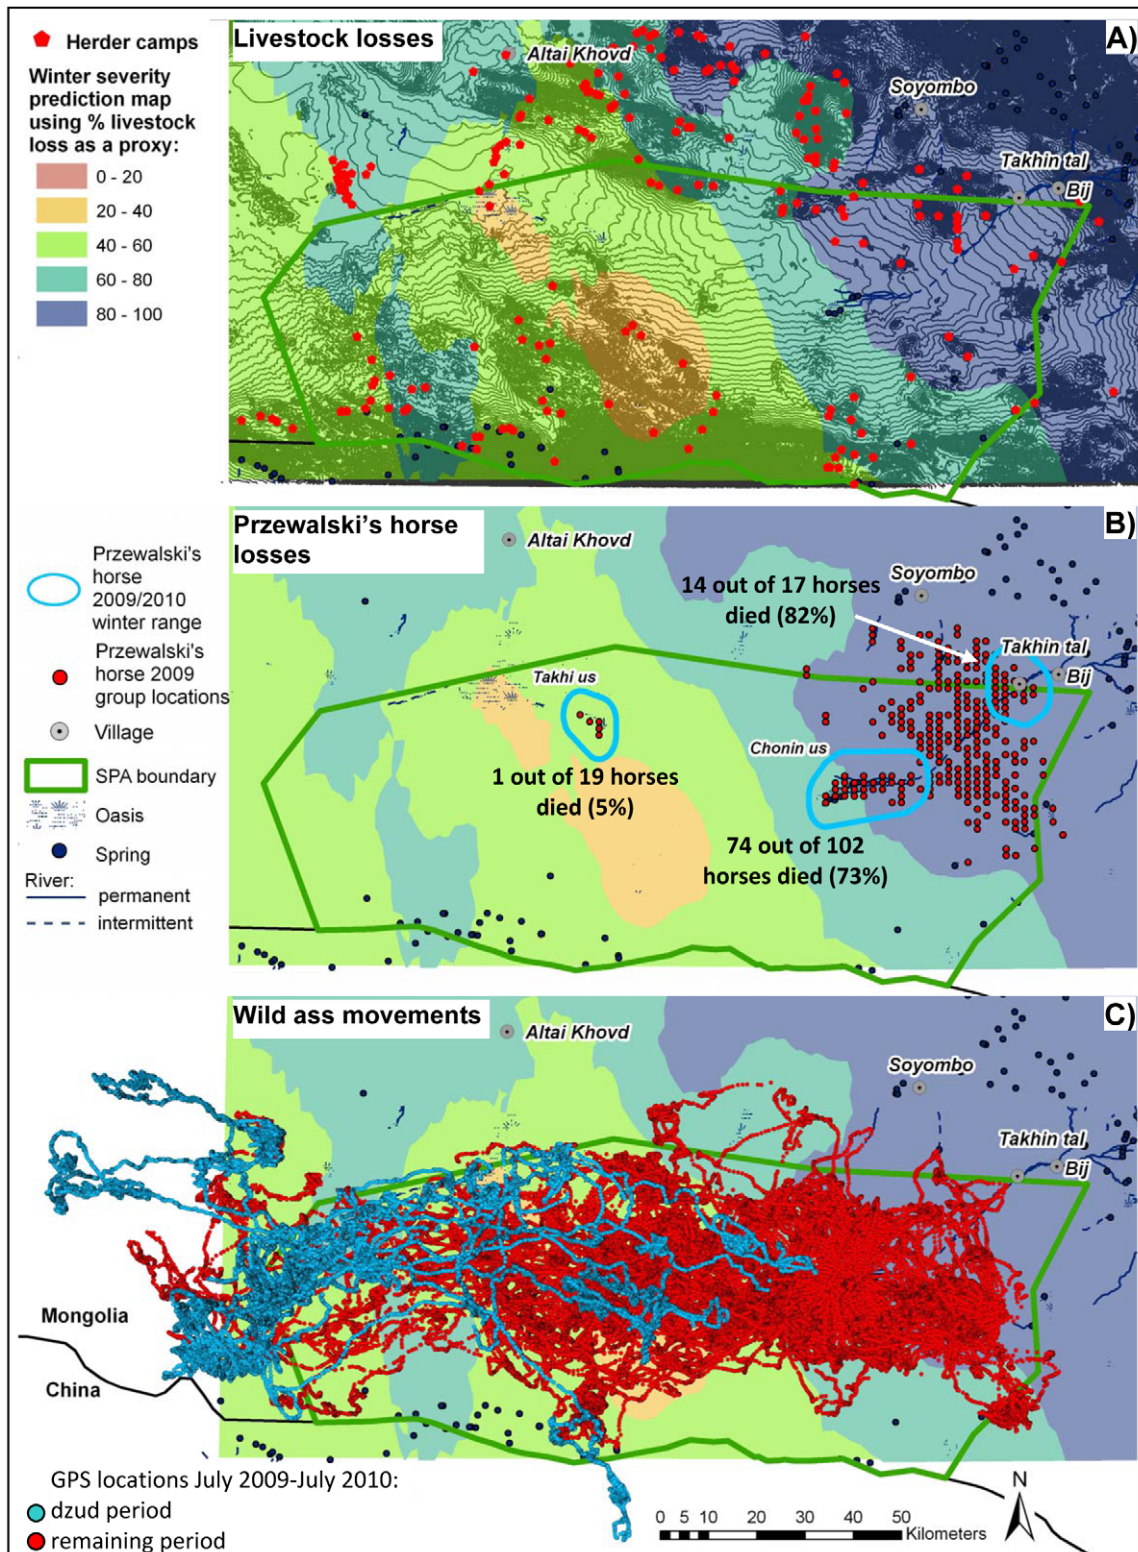 Livestock losses
A)
Herder camps
Winter severity
prediction map
using % livestock
loss as a proxy:
0 - 20
20 - 40
40 - 60
60 - 80
80 - 100
Altai Khovd
Soyombo
Takhin tal
Bij
Przewalski's horse
losses
B)
Przewalski's
horse
2009/2010
winter range
Przewalski's
horse 2009
group locations
Village
SPA boundary
Oasis
Spring
River:
permanent
intermittent
Altai Khovd
Soyombo
14 out of 17 horses
died (82%)
Takhin tal
Bij
Takhi us
1 out of 19 horses
died (5%)
Chonin us
74 out of 102
horses died (73%)
Wild ass movements
C)
Altai Khovd
Soyombo
Takhin tal
Bij
Mongolia
China
GPS locations July 2009-July 2010:
dzud period
remaining period
0 5 10 20 30 40 50
Kilometers
N